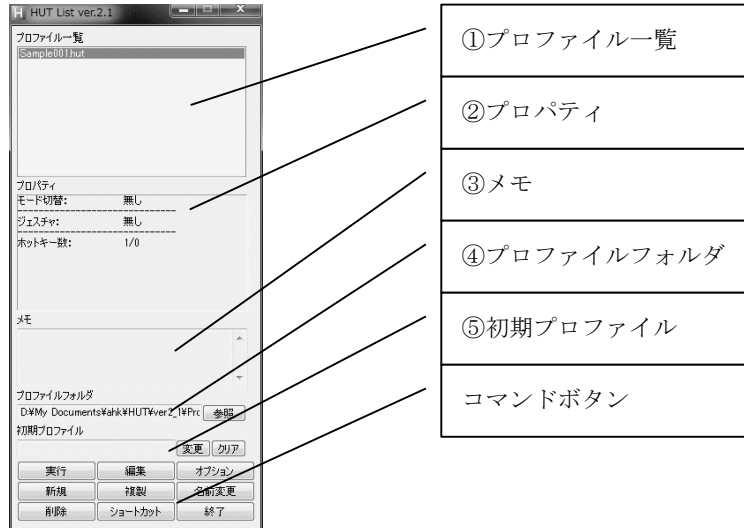 HUT List ver.2.1
プロファイル一覧
Sample001.hut
プロパティ
モード切替: 無し
ジェスチャ: 無し
ホットキー数: 1/0
メモ
プロファイルフォルダ
D:¥My Documents¥ahk¥HUT¥ver2_1¥Prc 参照
初期プロファイル
変更 クリア
実行 編集 オプション
新規 複製 名前変更
削除 ショートカット 終了
①プロファイル一覧
②プロパティ
③メモ
④プロファイルフォルダ
⑤初期プロファイル
コマンドボタン